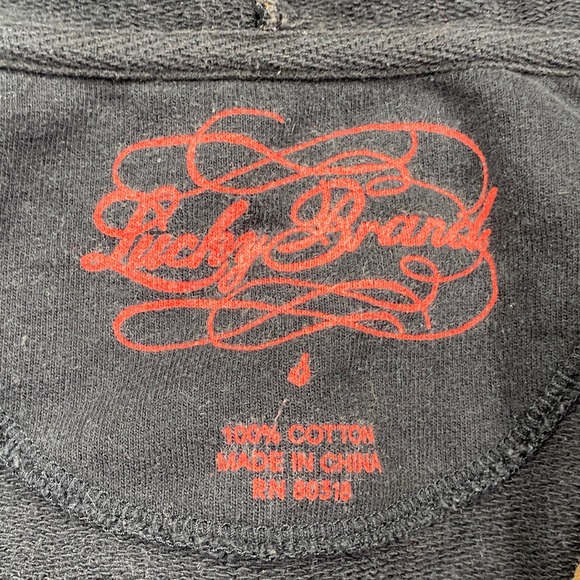 Lucky Brand
100% COTTON
MADE IN CHINA
RN 80318